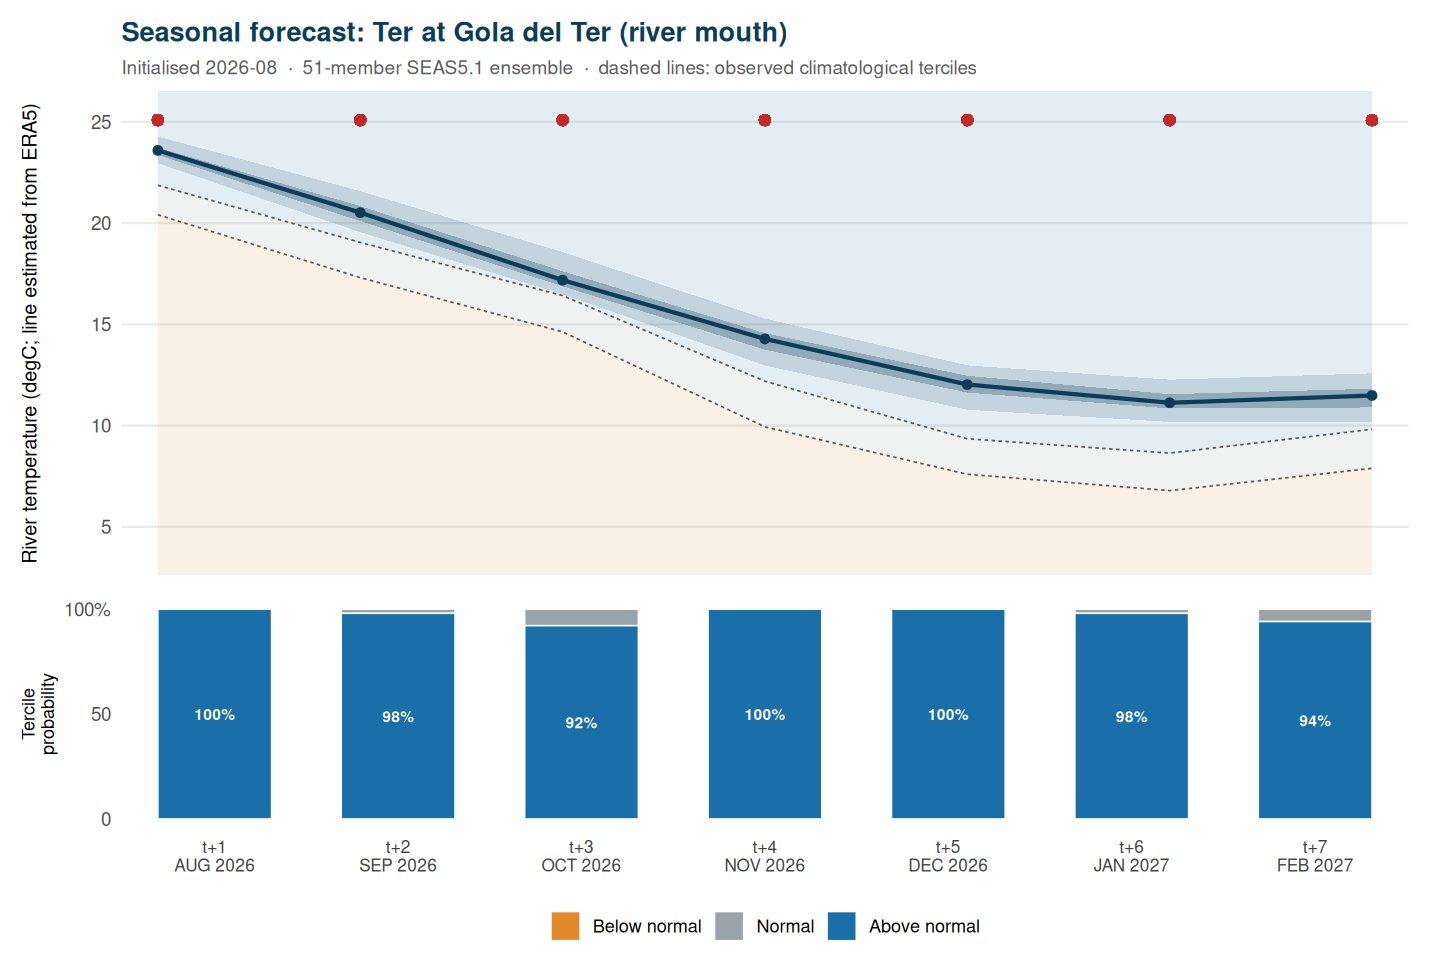 Seasonal forecast: Ter at Gola del Ter (river mouth)
Initialised 2026-08 · 51-member SEAS5.1 ensemble · dashed lines: observed climatological terciles
River temperature (degC; line estimated from ERA5)
25
20
15
10
5
Tercile
probability
100%
50
0
100%
98%
92%
100%
100%
98%
94%
t+1
AUG 2026
t+2
SEP 2026
t+3
OCT 2026
t+4
NOV 2026
t+5
DEC 2026
t+6
JAN 2027
t+7
FEB 2027
Below normal
Normal
Above normal